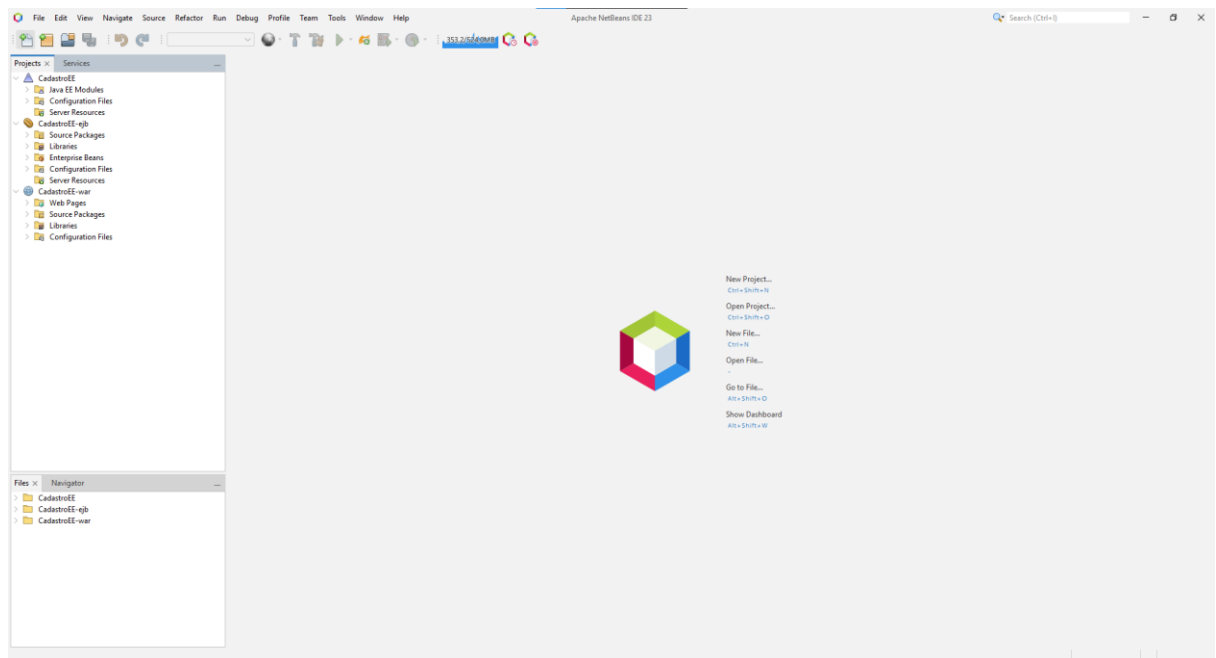 File Edit View Navigate Source Refactor Run Debug Profile Team Tools Window Help Apache NetBeans IDE 23 Search (Ctrl+I)
Projects Services
CadastroEE
Java EE Modules
Configuration Files
Server Resources
CadastroEE-ejb
Source Packages
Libraries
Enterprise Beans
Configuration Files
Server Resources
CadastroEE-war
Web Pages
Source Packages
Libraries
Configuration Files
New Project...
Ctrl+Shift+N
Open Project...
Ctrl+Shift+O
New File...
Ctrl+N
Open File...
-
Go to File...
Alt+Shift+O
Show Dashboard
Alt+Shift+W
Files Navigator
CadastroEE
CadastroEE-ejb
CadastroEE-war